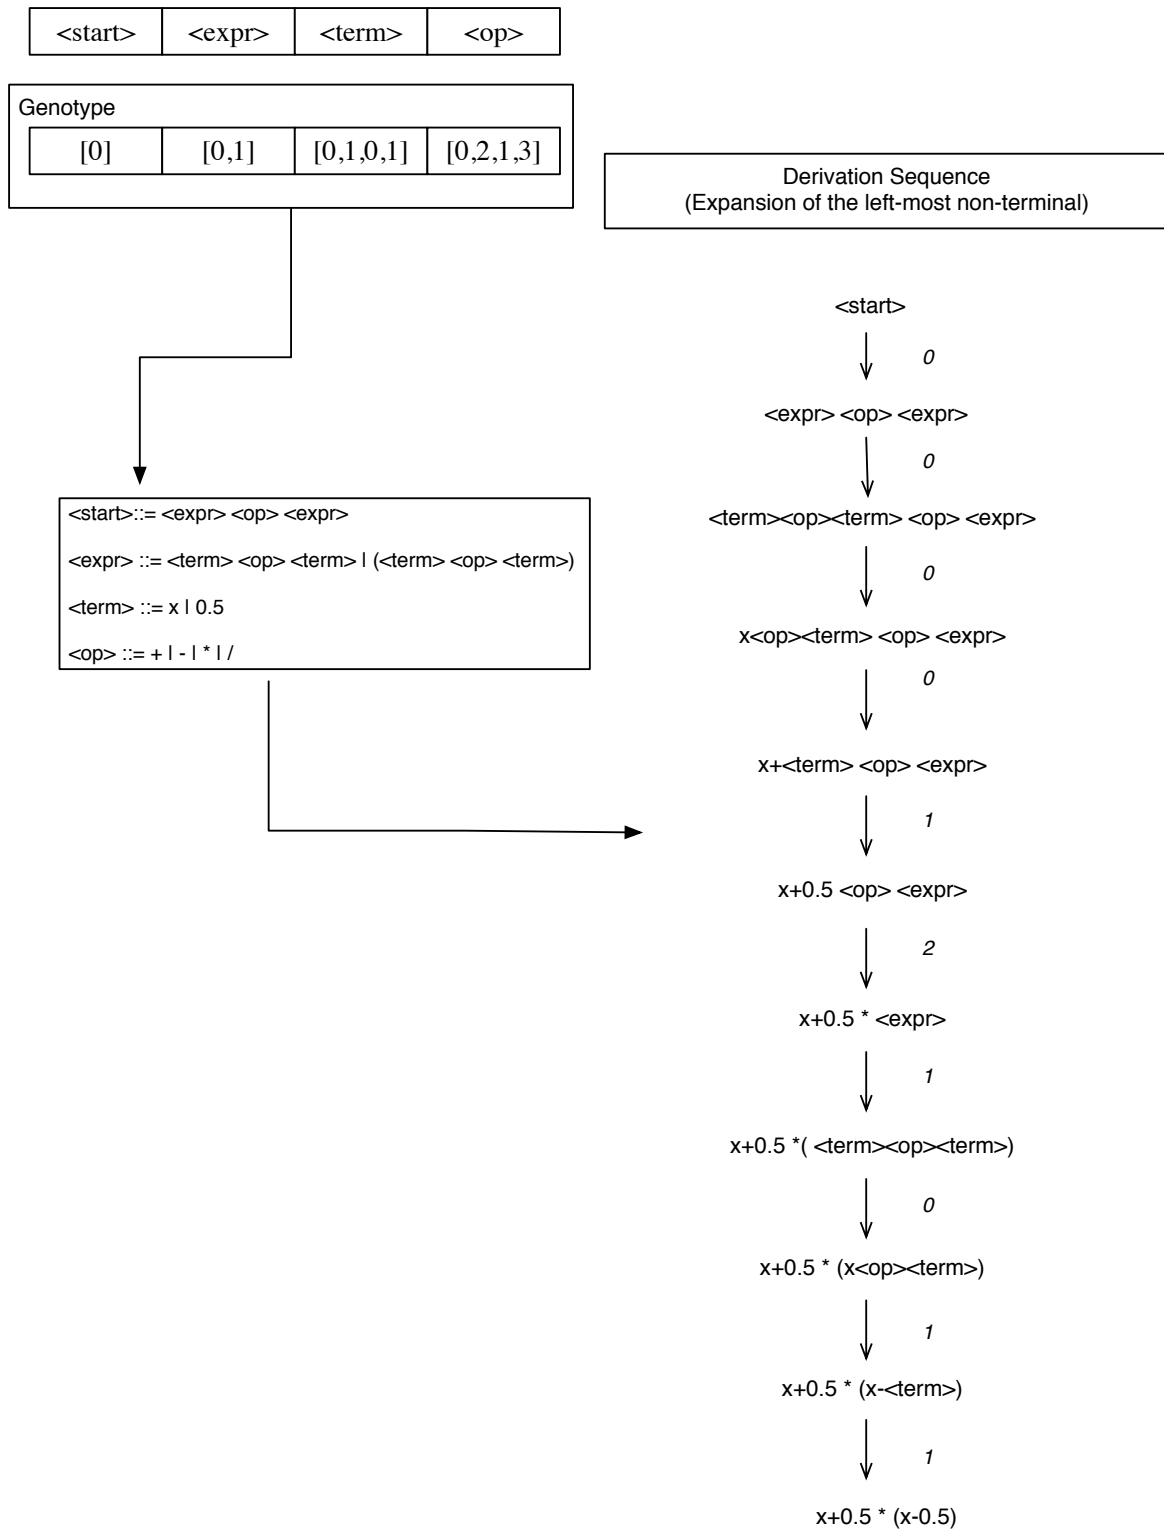 <start> <expr> <term> <op>
Genotype
[0] [0,1] [0,1,0,1] [0,2,1,3]
<start>::= <expr> <op> <expr>
<expr> ::= <term> <op> <term> | (<term> <op> <term>)
<term> ::= x | 0.5
<op> ::= + | - | * | /
Derivation Sequence
(Expansion of the left-most non-terminal)
<start>
0
<expr> <op> <expr>
0
<term><op><term> <op> <expr>
0
x<op><term> <op> <expr>
0
x+<term> <op> <expr>
1
x+0.5 <op> <expr>
2
x+0.5 * <expr>
1
x+0.5 *( <term><op><term>)
0
x+0.5 * (x<op><term>)
1
x+0.5 * (x-<term>)
1
x+0.5 * (x-0.5)